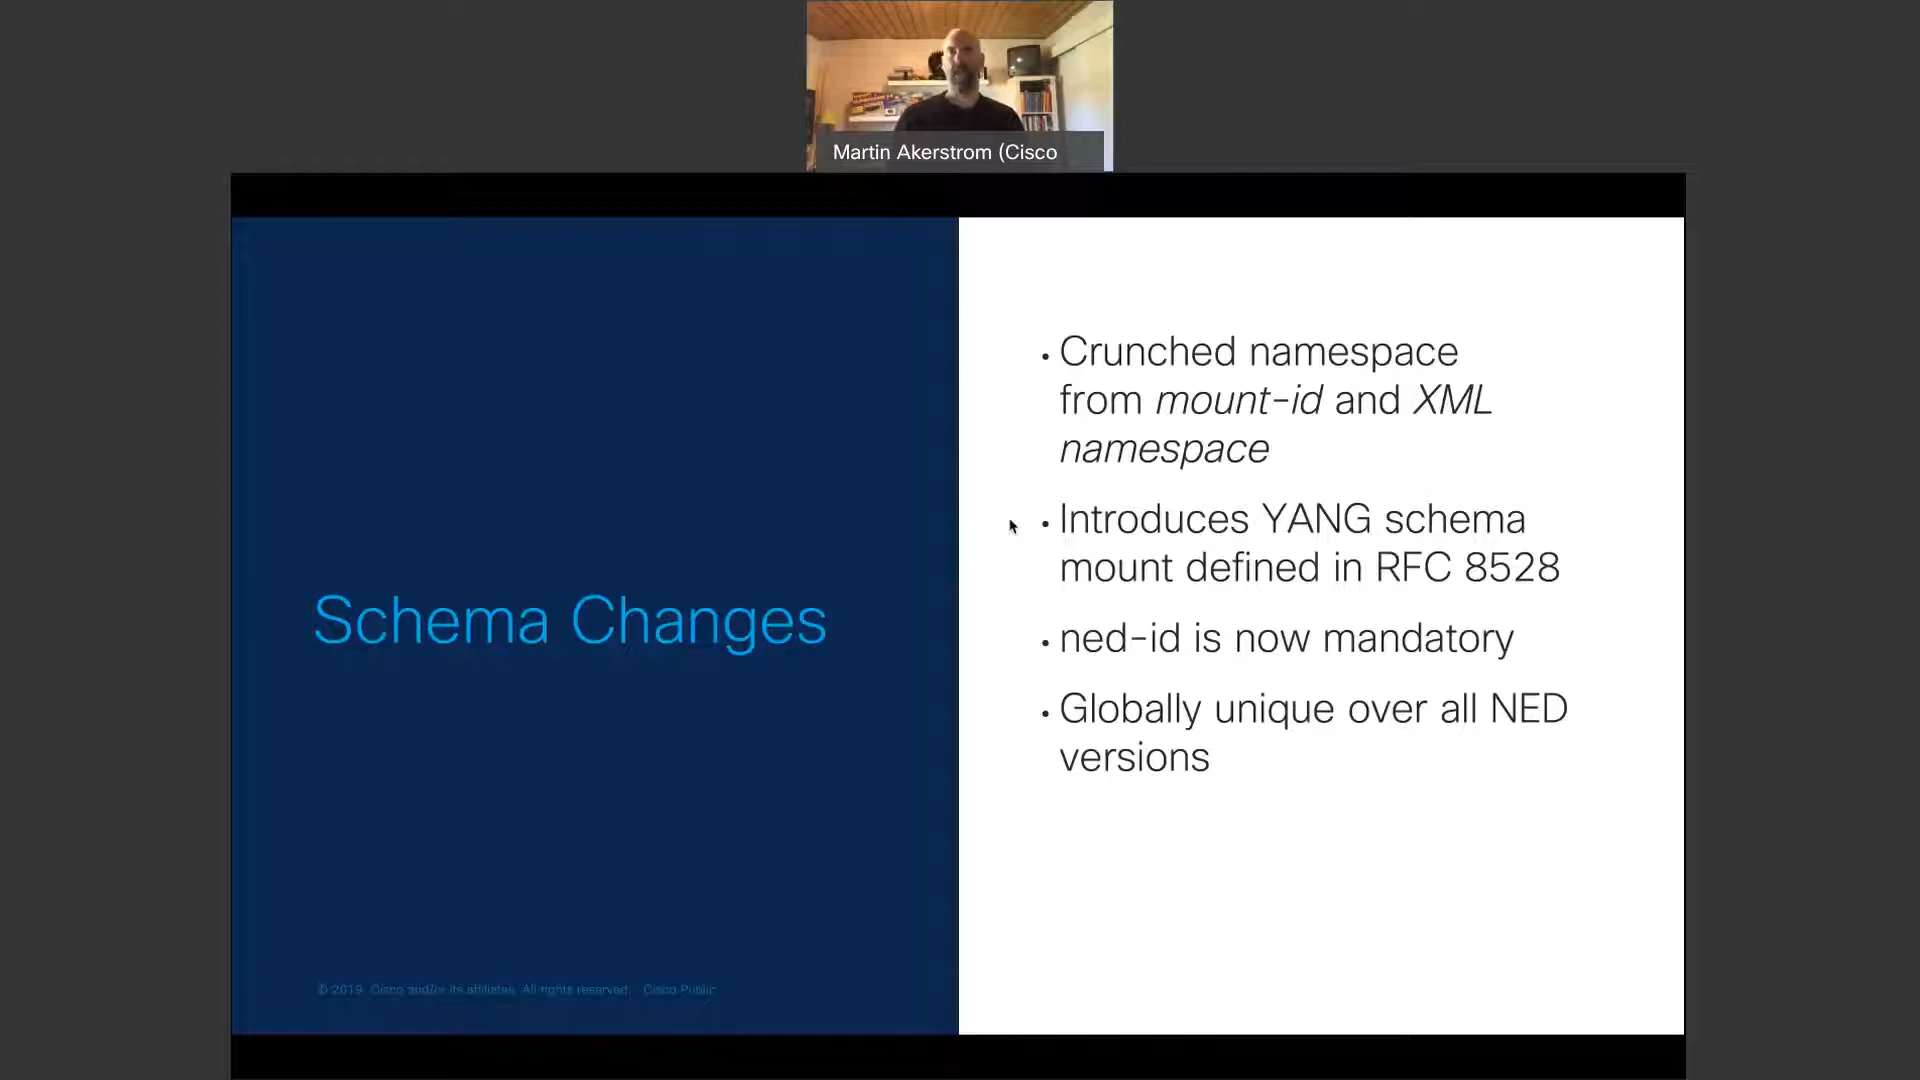 Martin Akerstrom (Cisco
Schema Changes
• Crunched namespace
from mount-id and XML
namespace
• Introduces YANG schema
mount defined in RFC 8528
• ned-id is now mandatory
• Globally unique over all NED
versions
© 2019 Cisco and/or its affiliates. All rights reserved. Cisco Public